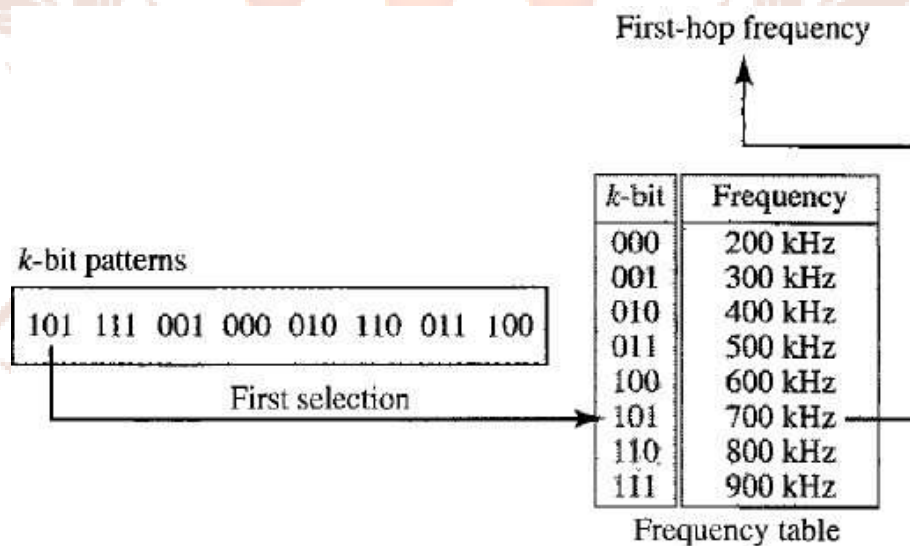 First-hop frequency
k-bit Frequency
000 200 kHz
001 300 kHz
010 400 kHz
011 500 kHz
100 600 kHz
101 700 kHz
110 800 kHz
111 900 kHz
Frequency table
k-bit patterns
101 111 001 000 010 110 011 100
First selection